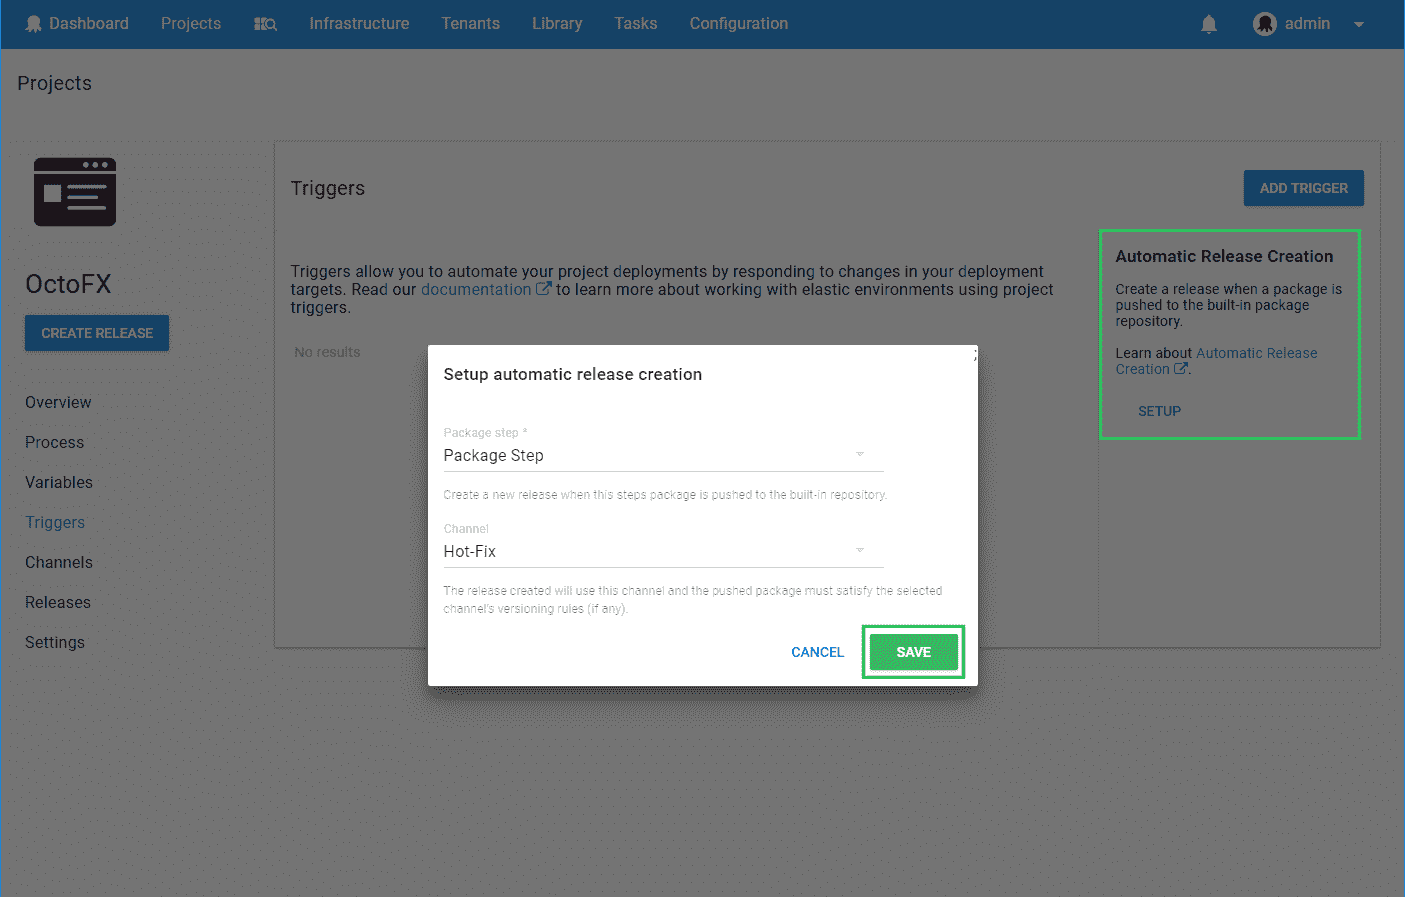 Dashboard Projects Infrastructure Tenants Library Tasks Configuration admin
Projects
OctoFX
CREATE RELEASE
Overview
Process
Variables
Triggers
Channels
Releases
Settings
Triggers
ADD TRIGGER
Triggers allow you to automate your project deployments by responding to changes in your deployment
targets. Read our documentation to learn more about working with elastic environments using project
triggers.
No results
Automatic Release Creation
Create a release when a package is
pushed to the built-in package
repository.
Learn about Automatic Release
Creation .
SETUP
;
Setup automatic release creation
Package step *
Package Step
Create a new release when this steps package is pushed to the built-in repository.
Channel
Hot-Fix
The release created will use this channel and the pushed package must satisfy the selected
channel's versioning rules (if any).
CANCEL SAVE